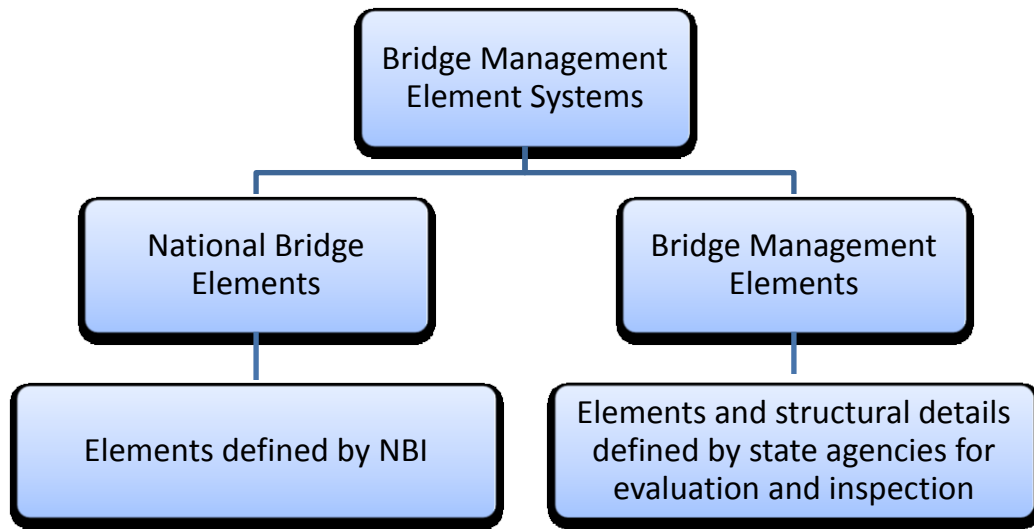 Bridge Management
Element Systems
National Bridge
Elements
Bridge Management
Elements
Elements defined by NBI
Elements and structural details
defined by state agencies for
evaluation and inspection